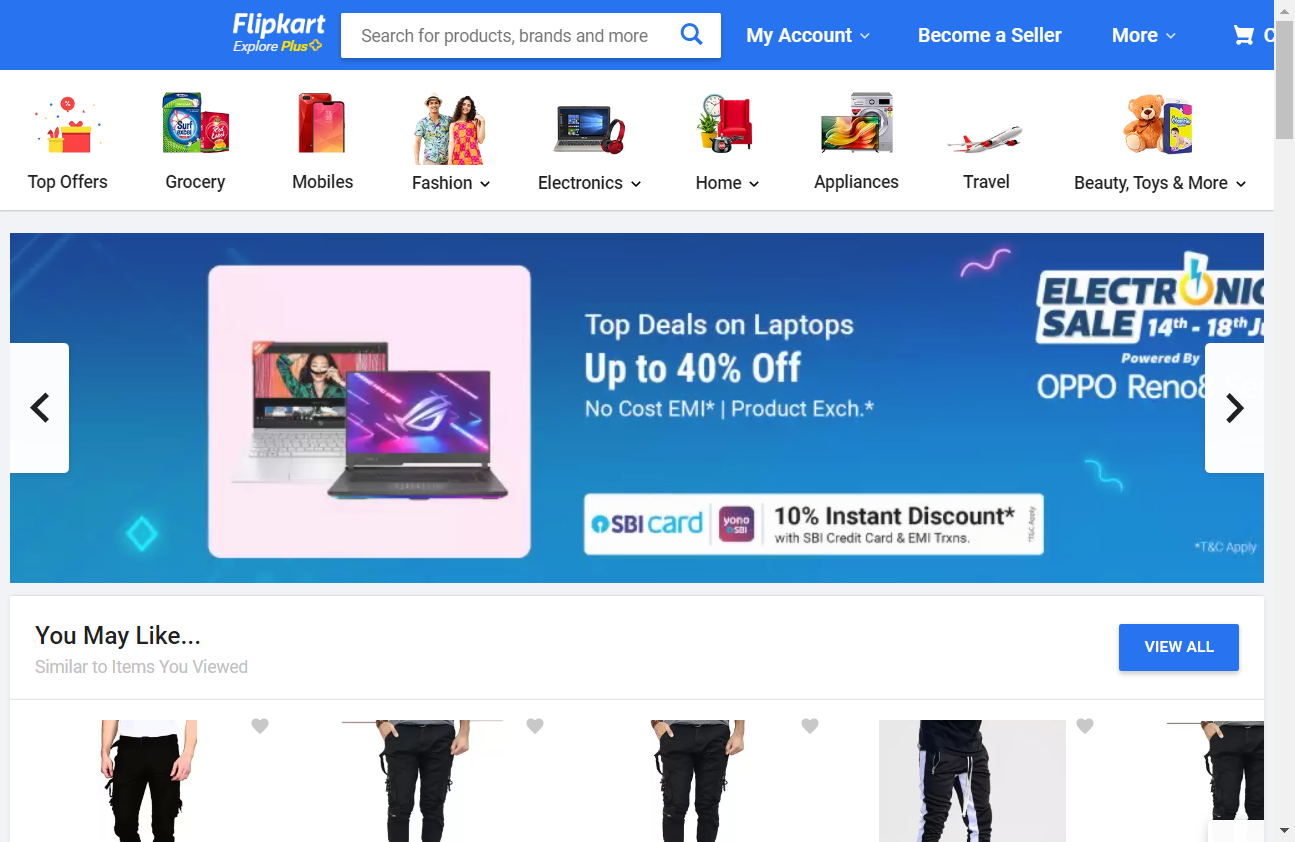 Flipkart
Explore Plus
Search for products, brands and more
My Account
Become a Seller
More
C
Top Offers
Grocery
Mobiles
Fashion
Electronics
Home
Appliances
Travel
Beauty, Toys & More
Surf excel
Top Deals on Laptops
Up to 40% Off
No Cost EMI* | Product Exch.*
SBI card
yono
SBI
10% Instant Discount*
with SBI Credit Card & EMI Trxns.
*T&C Apply
ELECTRONIC
SALE 14th - 18th
Powered By
OPPO Reno8
*T&C Apply
You May Like...
Similar to Items You Viewed
VIEW ALL